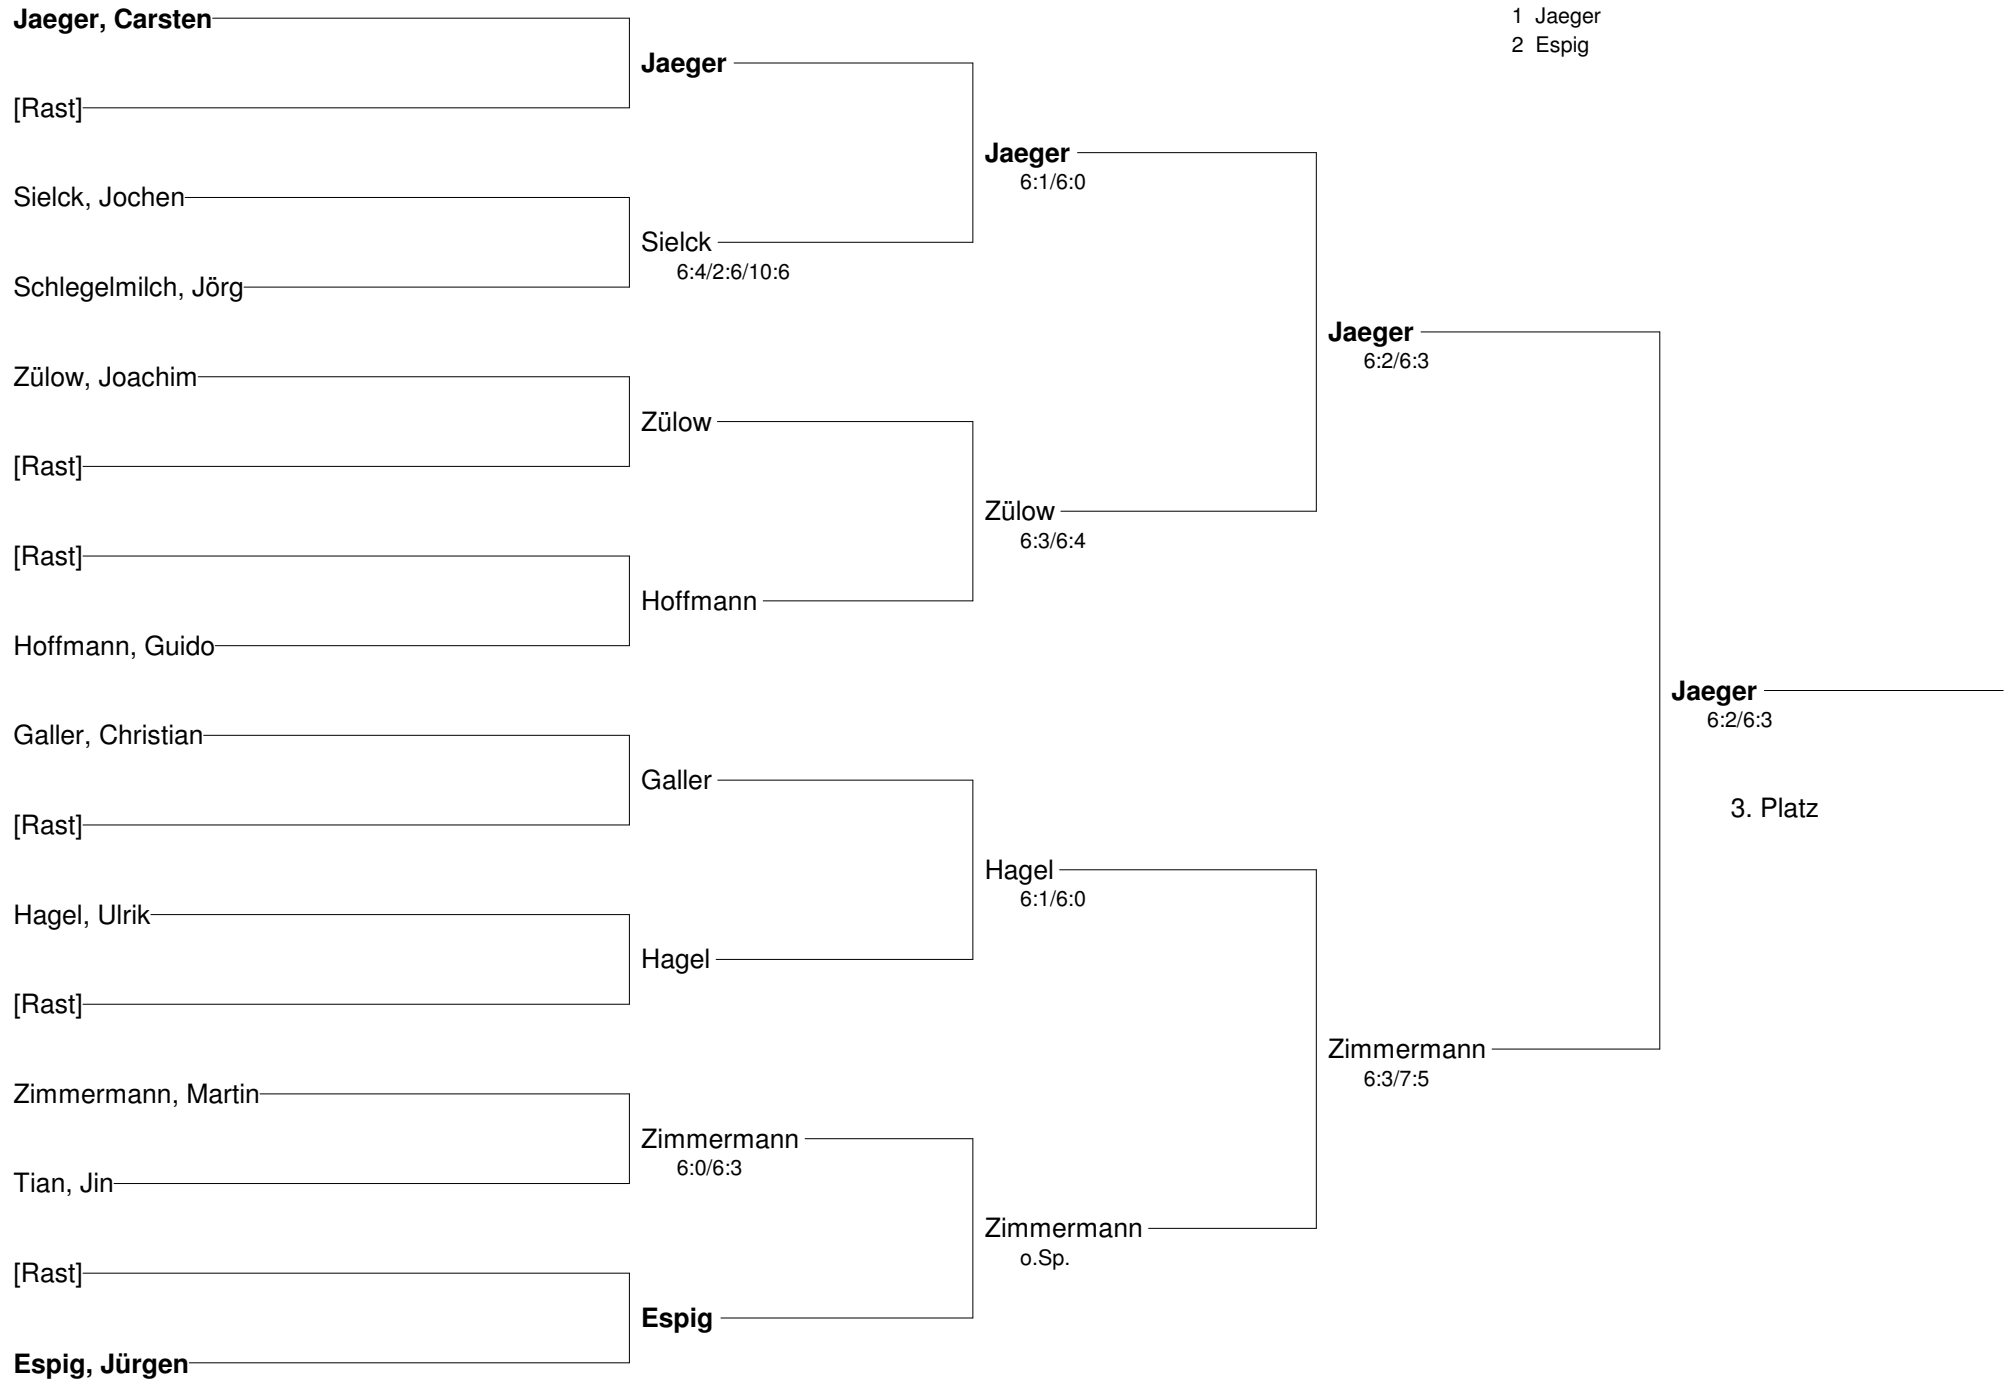 Jaeger, Carsten
[Rast]
Sielck, Jochen
Schlegelmilch, Jörg
Zülow, Joachim
[Rast]
[Rast]
Hoffmann, Guido
Galler, Christian
[Rast]
Hagel, Ulrik
[Rast]
Zimmermann, Martin
Tian, Jin
[Rast]
Espig, Jürgen
Jaeger
Sielck
6:4/2:6/10:6
Zülow
Hoffmann
Galler
Hagel
Zimmermann
6:0/6:3
Espig
Jaeger
6:1/6:0
Zülow
6:3/6:4
Hagel
6:1/6:0
Zimmermann
o.Sp.
Jaeger
6:2/6:3
Zimmermann
6:3/7:5
1 Jaeger
2 Espig
Jaeger
6:2/6:3
3. Platz